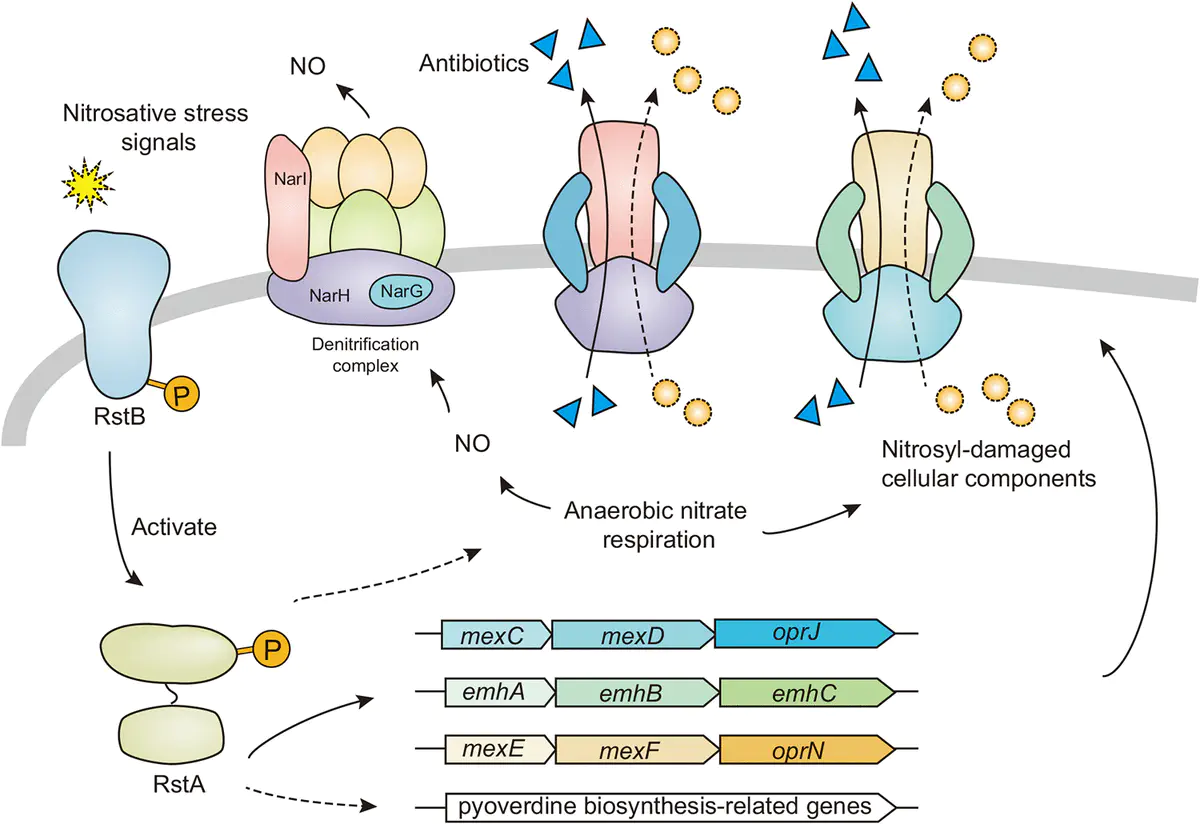 Nitrosative stress
signals
NO
Antibiotics
NarI
NarH
NarG
Denitrification
complex
P
RstB
NO
Nitrosyl-damaged
cellular components
Anaerobic nitrate
respiration
Activate
P
RstA
mexC mexD oprJ
emhA emhB emhC
mexE mexF oprN
pyoverdine biosynthesis-related genes